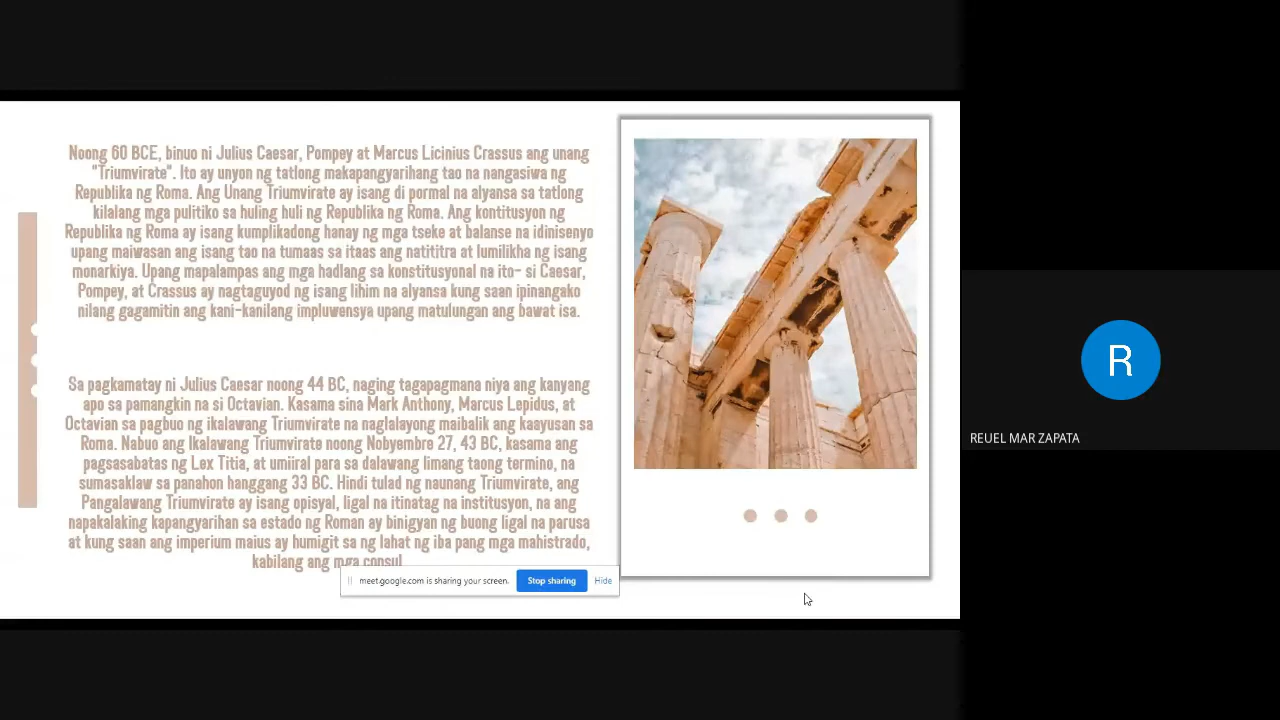 Noong 60 BCE, binuo ni Julius Caesar, Pompey at Marcus Licinius Crassus ang unang
"Triumvirate". Ito ay unyon ng tatlong makapangyarihang tao na nangasiwa ng
Republika ng Roma. Ang Unang Triumvirate ay isang di pormal na alyansa sa tatlong
kilalang mga pulitiko sa huling huli ng Republika ng Roma. Ang kontitusyon ng
Republika ng Roma ay isang kumplikadong hanay ng mga tseke at balanse na idinisenyo
upang maiwasan ang isang tao na tumaas sa itaas ang natititra at lumilikha ng isang
monarkiya. Upang mapalampas ang mga hadlang sa konstitusyonal na ito- si Caesar,
Pompey, at Crassus ay nagtaguyod ng isang lihim na alyansa kung saan ipinangako
nilang gagamitin ang kani-kanilang impluwensya upang matulungan ang bawat isa.
Sa pagkamatay ni Julius Caesar noong 44 BC, naging tagapagmana niya ang kanyang
apo sa pamangkin na si Octavian. Kasama sina Mark Anthony, Marcus Lepidus, at
Octavian sa pagbuo ng ikalawang Triumvirate na naglalayong maibalik ang kaayusan sa
Roma. Nabuo ang Ikalawang Triumvirate noong Nobyembre 27, 43 BC, kasama ang
pagsasabatas ng Lex Titia, at umiiral para sa dalawang limang taong termino, na
sumasaklaw sa panahon hanggang 33 BC. Hindi tulad ng naunang Triumvirate, ang
Pangalawang Triumvirate ay isang opisyal, ligal na itinatag na institusyon, na ang
napakalaking kapangyarihan sa estado ng Roman ay binigyan ng buong ligal na parusa
at kung saan ang imperium maius ay humigit sa ng lahat ng iba pang mga mahistrado,
kabilang ang mga consul
meet.google.com is sharing your screen. Stop sharing Hide
R
REUEL MAR ZAPATA